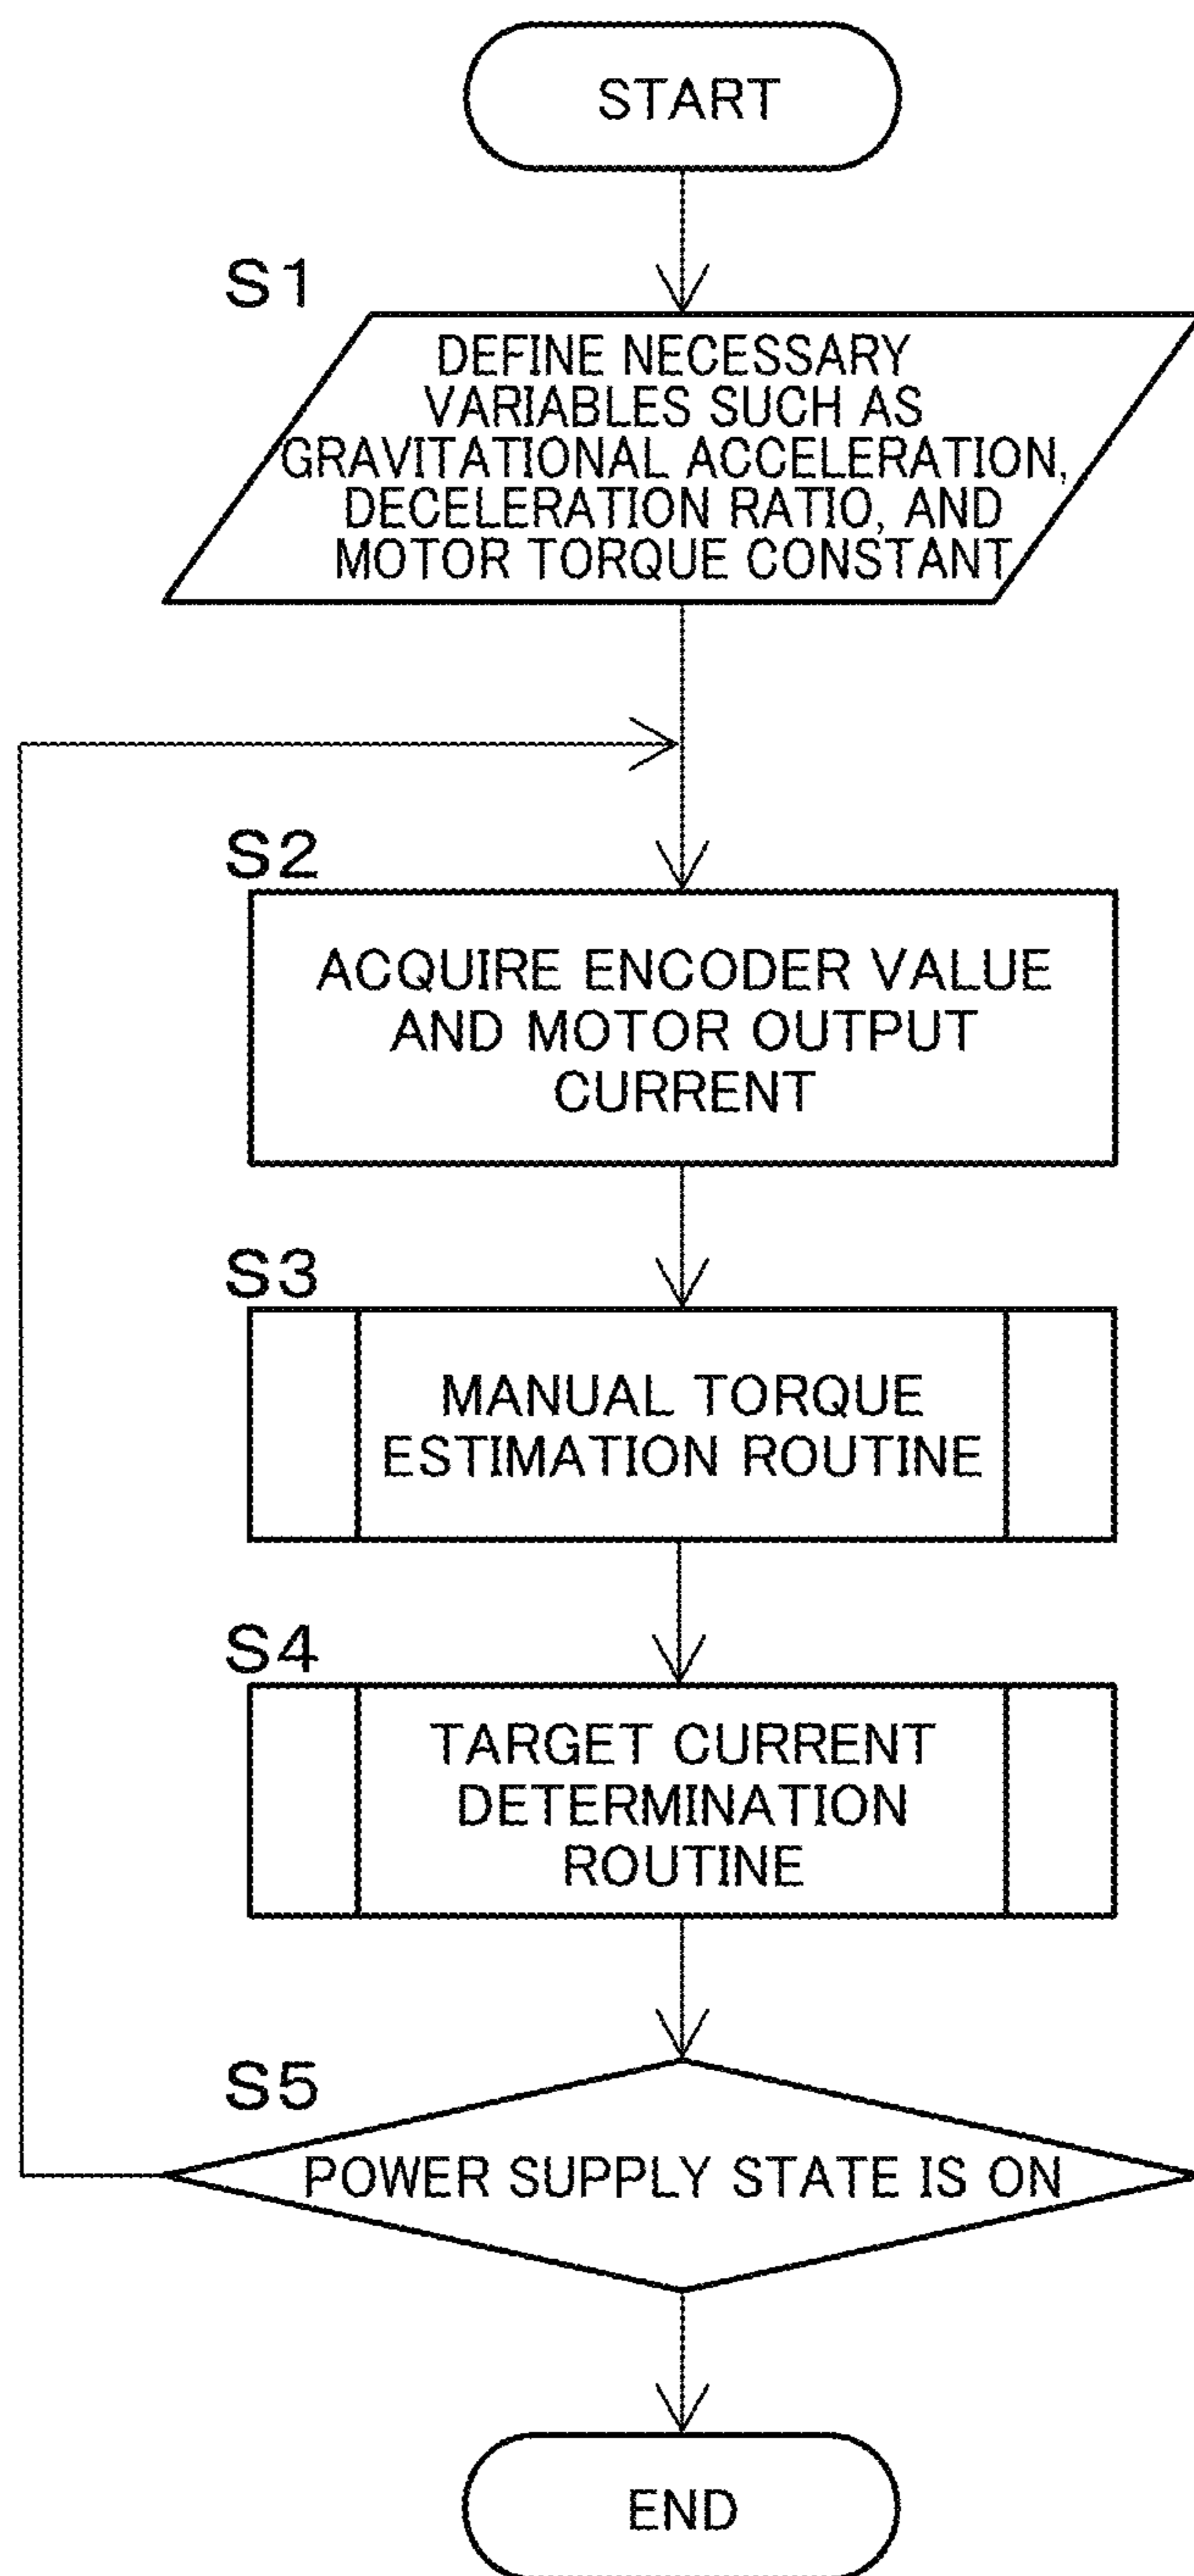 START
S1
DEFINE NECESSARY
VARIABLES SUCH AS
GRAVITATIONAL ACCELERATION,
DECELERATION RATIO, AND
MOTOR TORQUE CONSTANT
S2
ACQUIRE ENCODER VALUE
AND MOTOR OUTPUT
CURRENT
S3
MANUAL TORQUE
ESTIMATION ROUTINE
S4
TARGET CURRENT
DETERMINATION
ROUTINE
S5
POWER SUPPLY STATE IS ON
END